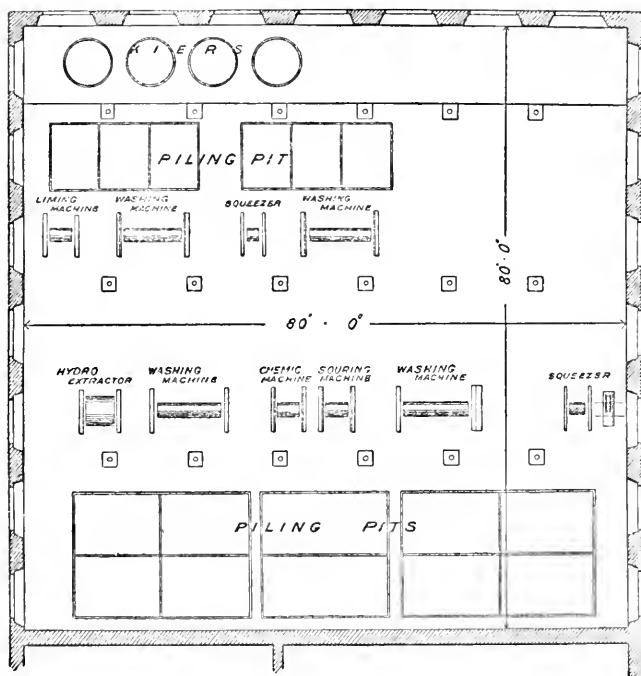 KIERS
PILING PIT
LIMING
MACHINE
WASHING
MACHINE
SQUEEZER
WASHING
MACHINE
80'·0"
80'·0"
HYDRO
EXTRACTOR
WASHING
MACHINE
CHEMIC
MACHINE
SOURING
MACHINE
WASHING
MACHINE
SQUEEZER
PILING PITS